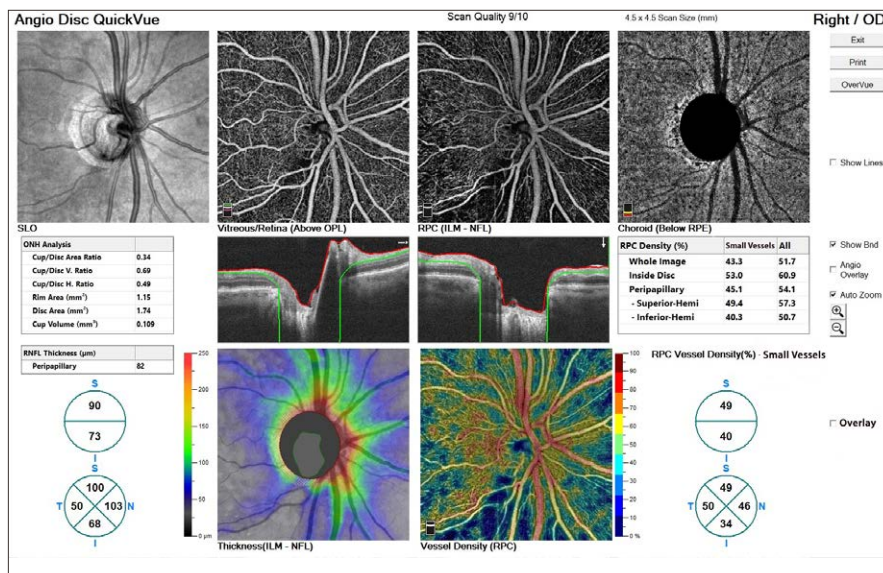 Angio Disc QuickVue
Scan Quality 9/10
4.5 x 4.5 Scan Size (mm)
Right / OD
Exit
Print
OverVue
Show Lines
SLO
Vitreous/Retina (Above OPL)
RPC (ILM - NFL)
Choroid (Below RPE)
ONH Analysis
Cup/Disc Area Ratio 0.34
Cup/Disc V. Ratio 0.69
Cup/Disc H. Ratio 0.49
Rim Area (mm²) 1.15
Disc Area (mm²) 1.74
Cup Volume (mm³) 0.109
RPC Density (%) Small Vessels All
Whole Image 43.3 51.7
Inside Disc 53.0 60.9
Peripapillary 45.1 54.1
- Superior-Hemi 49.4 57.3
- Inferior-Hemi 40.3 50.7
Show Bnd
Angio Overlay
Auto Zoom
RNFL Thickness (µm)
Peripapillary 82
S
90
73
I
S
100
T 50 103 N
68
I
250
200
150
100
50
0 µm
Thickness(ILM - NFL)
100
90
80
70
60
50
40
30
20
10
0 %
Vessel Density (RPC)
RPC Vessel Density(%) - Small Vessels
S
49
40
I
S
49
T 50 46 N
34
I
Overlay